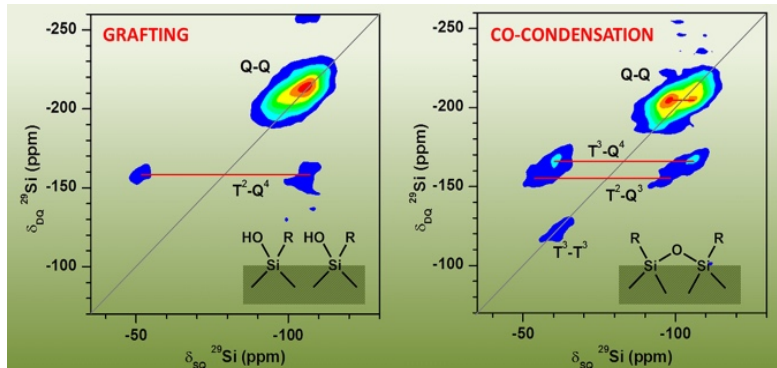 GRAFTING
Q-Q
T²-Q⁴
HO R HO R
Si Si
-250
-200
-150
-100
δDQ ²⁹Si (ppm)
-50 -100
δSQ ²⁹Si (ppm)
CO-CONDENSATION
Q-Q
T³-Q⁴
T²-Q³
T³-T³
R O R
Si Si
-250
-200
-150
-100
δDQ ²⁹Si (ppm)
-50 -100
δSQ ²⁹Si (ppm)